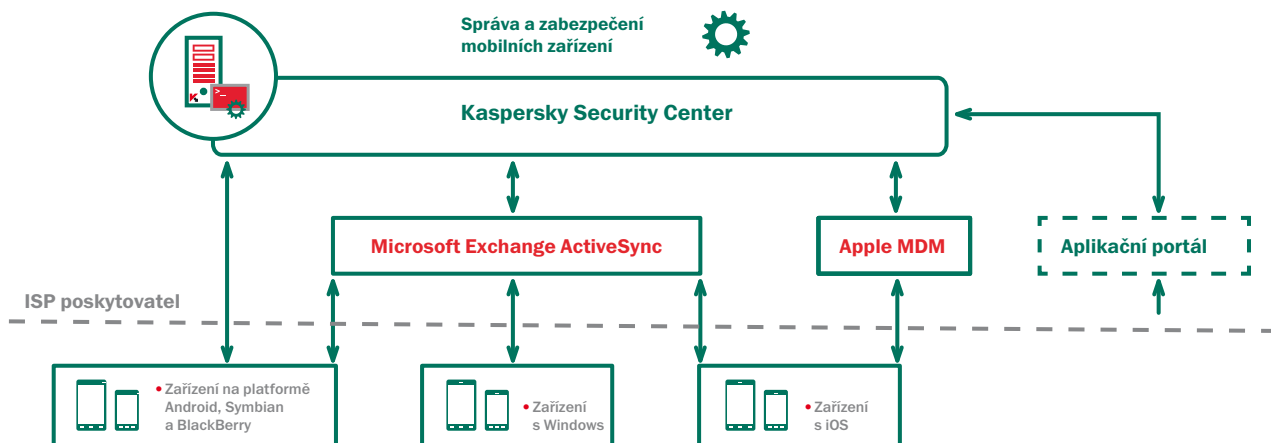 Správa a zabezpečení
mobilních zařízení
>_
Kaspersky Security Center
Microsoft Exchange ActiveSync
Apple MDM
Aplikační portál
ISP poskytovatel
• Zařízení na platformě
Android, Symbian
a BlackBerry
• Zařízení
s Windows
• Zařízení
s iOS